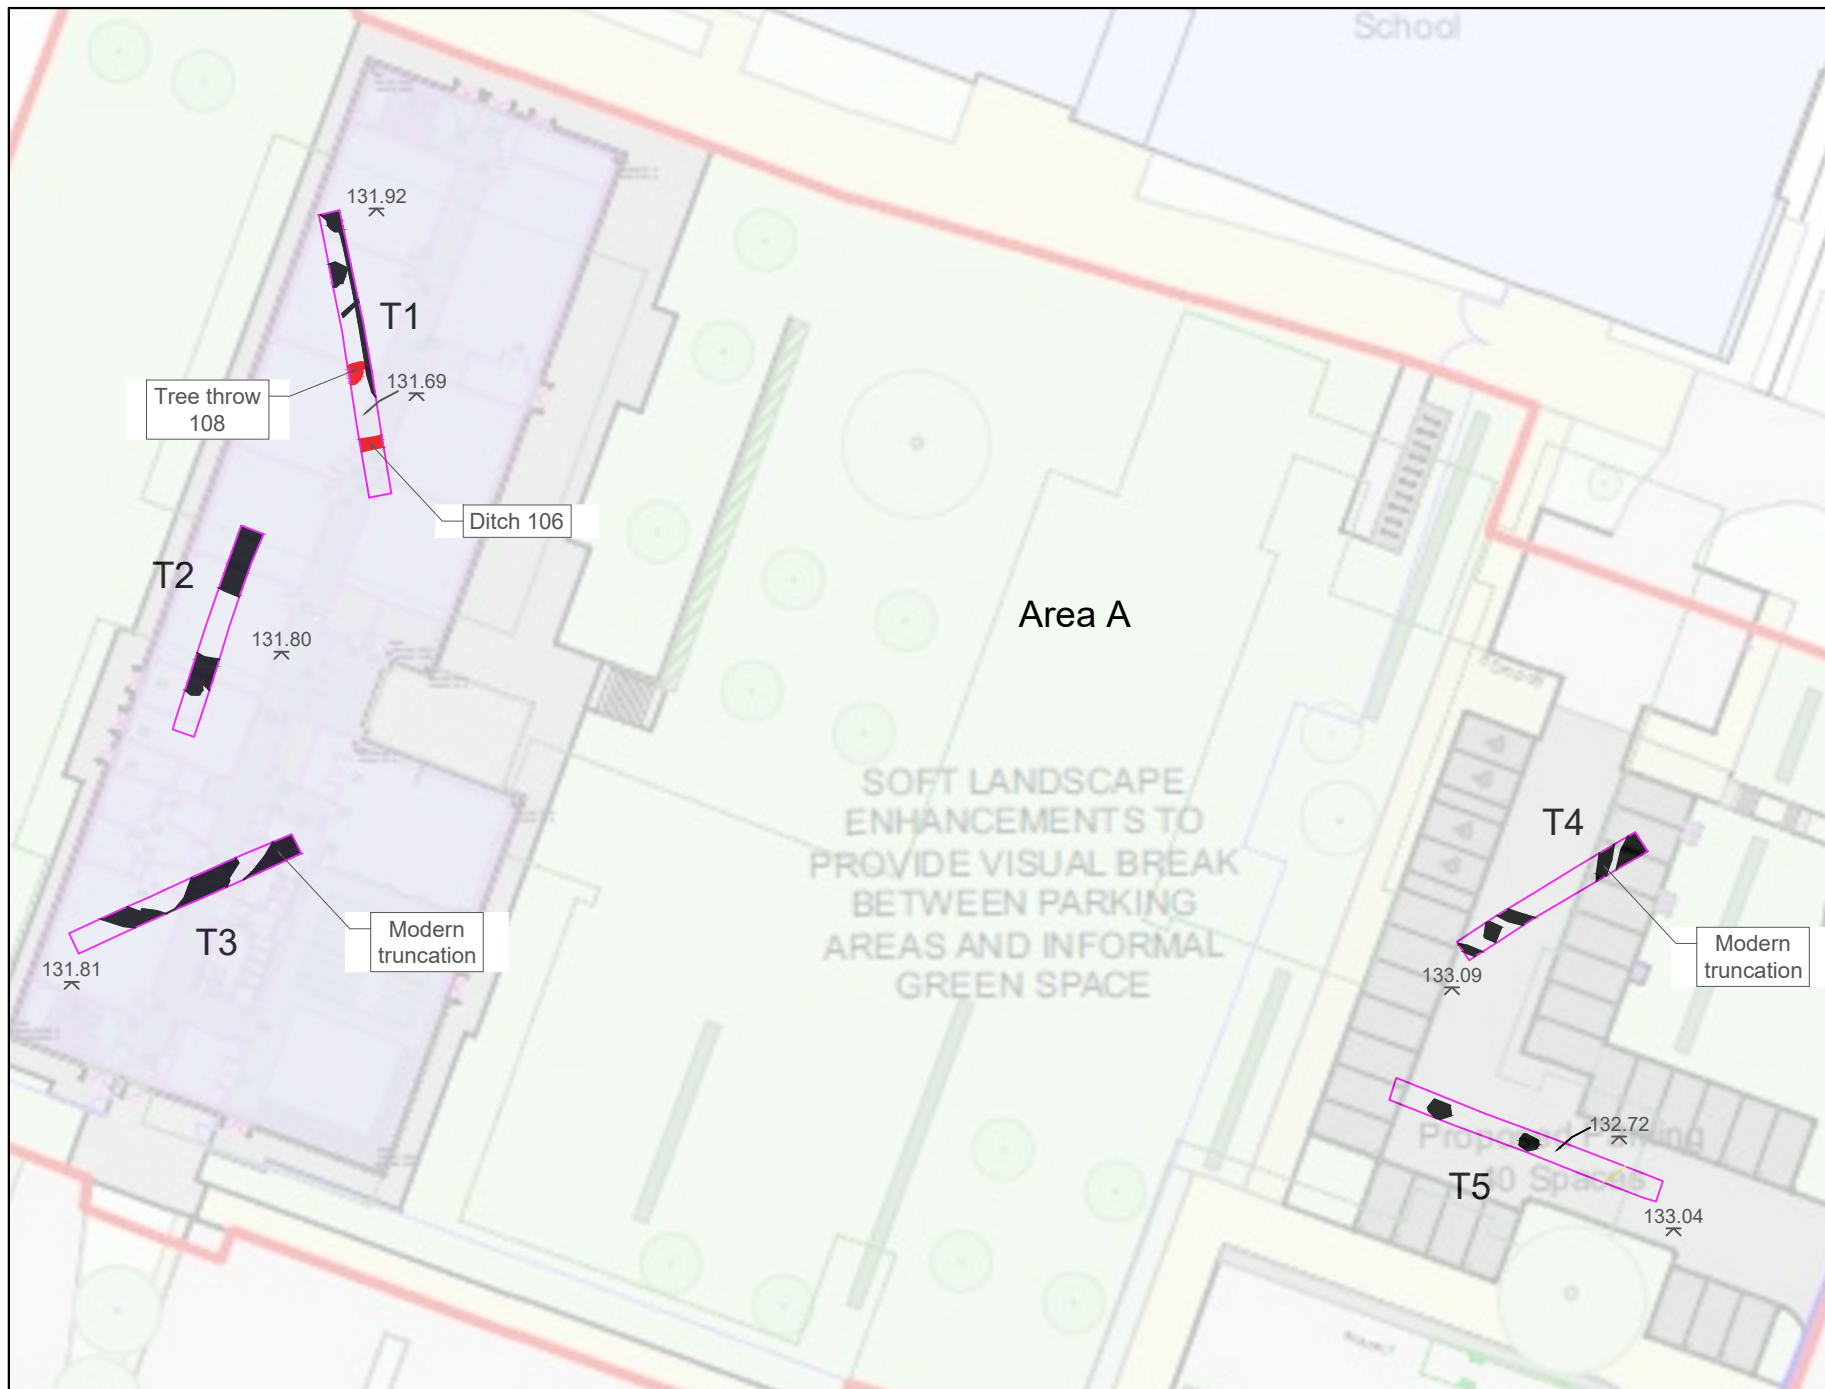 School
131.92
T1
131.69
Tree throw
108
Ditch 106
T2
131.80
Area A
SOFT LANDSCAPE
ENHANCEMENTS TO
PROVIDE VISUAL BREAK
BETWEEN PARKING
AREAS AND INFORMAL
GREEN SPACE
T3
131.81
Modern
truncation
T4
133.09
Modern
truncation
132.72
T5
133.04
Spaces